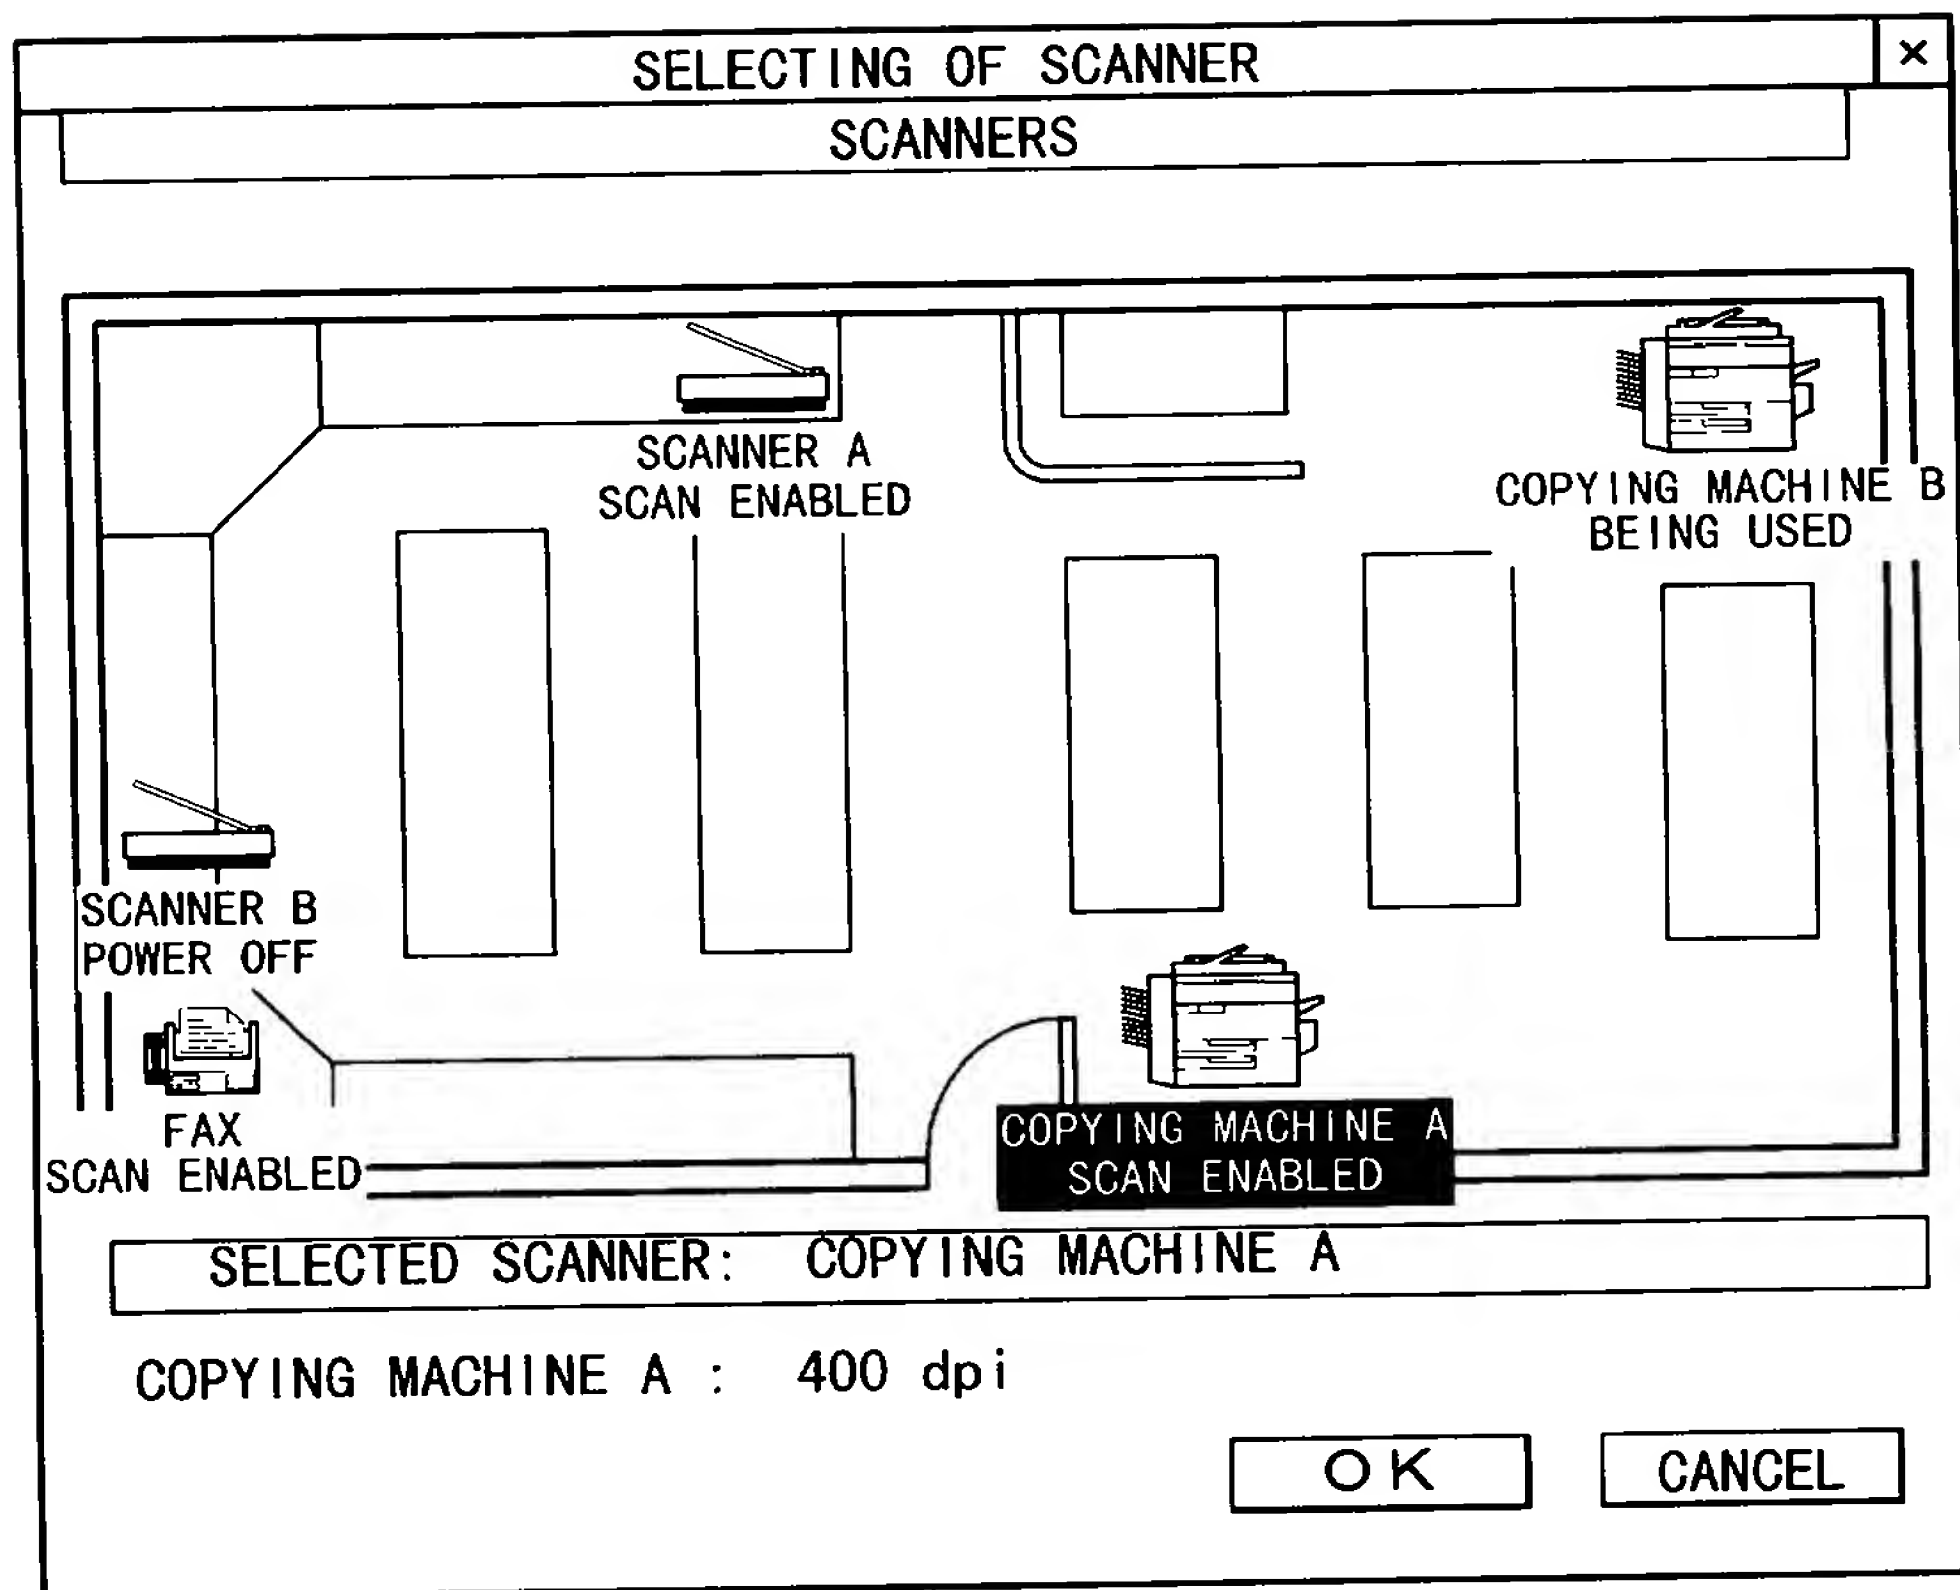 SELECTING OF SCANNER
×
SCANNERS
SCANNER A
SCAN ENABLED
COPYING MACHINE B
BEING USED
SCANNER B
POWER OFF
FAX
SCAN ENABLED
COPYING MACHINE A
SCAN ENABLED
SELECTED SCANNER: COPYING MACHINE A
COPYING MACHINE A : 400 dpi
OK
CANCEL